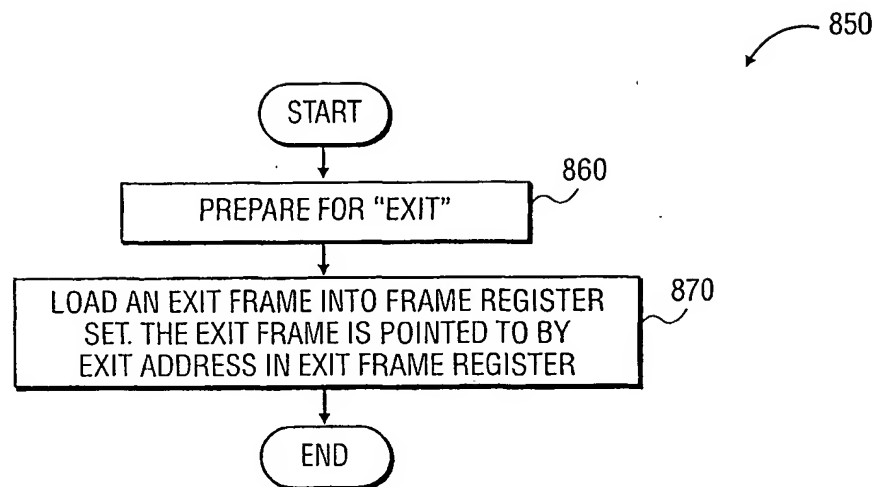 850
START
860
PREPARE FOR "EXIT"
LOAD AN EXIT FRAME INTO FRAME REGISTER
SET. THE EXIT FRAME IS POINTED TO BY
EXIT ADDRESS IN EXIT FRAME REGISTER
870
END